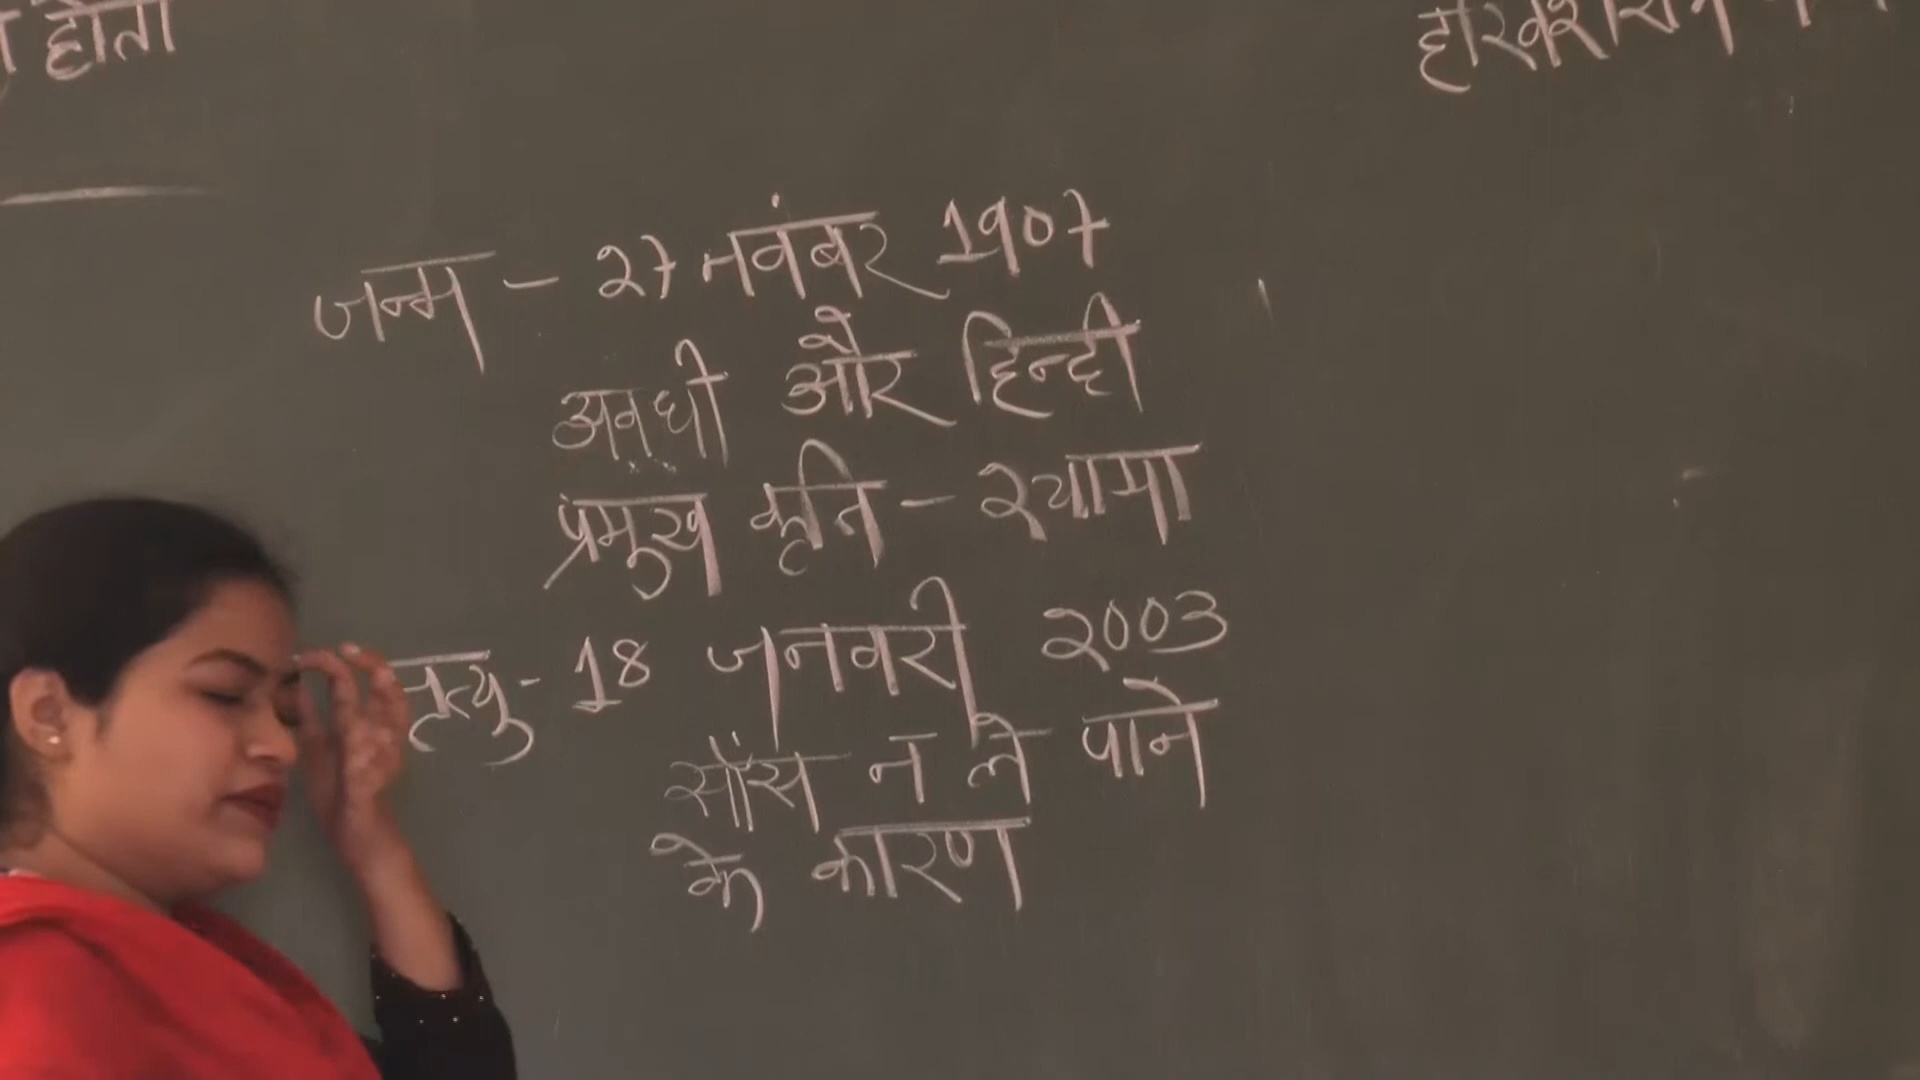 होता
जन्म - 27 नवंबर 1907
अवधी और हिन्दी
प्रमुख कृति - श्यामा
मृत्यु - 18 जनवरी 2003
साँस न ले पाने
के कारण